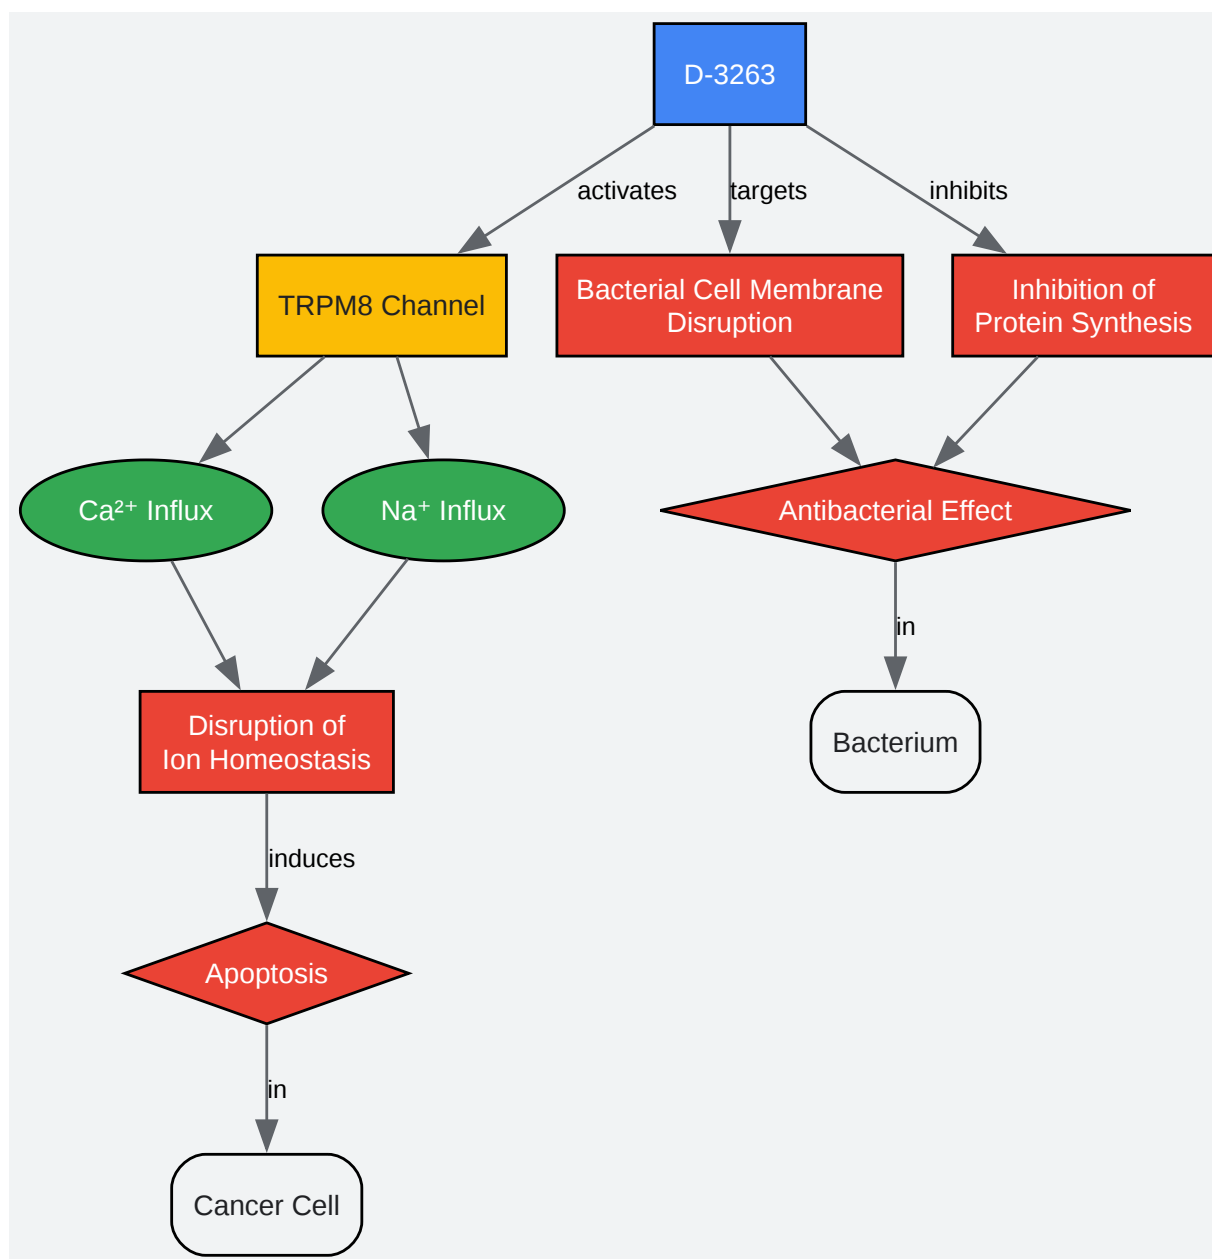 D-3263
activates
targets
inhibits
TRPM8 Channel
Bacterial Cell Membrane
Disruption
Inhibition of
Protein Synthesis
Ca²⁺ Influx
Na⁺ Influx
Antibacterial Effect
in
Disruption of
Ion Homeostasis
Bacterium
induces
Apoptosis
in
Cancer Cell